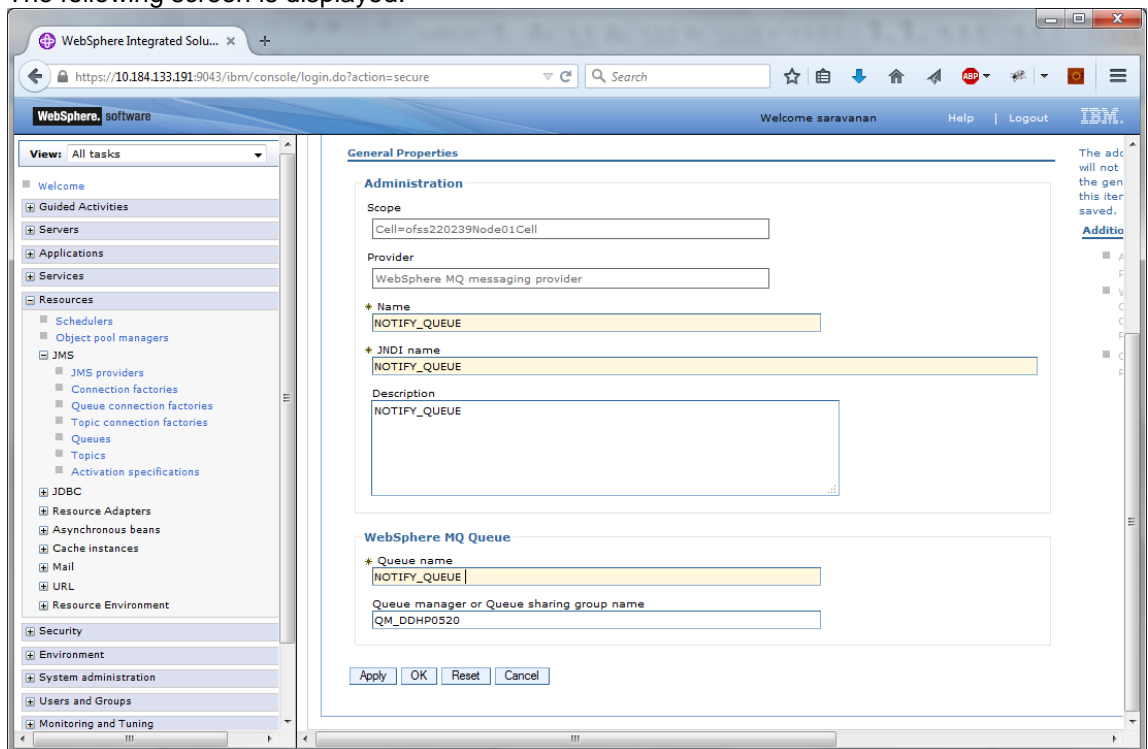 The following screen is displayed:
WebSphere Integrated Solu... × +
https://10.184.133.191:9043/ibm/console/login.do?action=secure
Search
ABP
WebSphere. software
Welcome saravanan
Help | Logout
IBM.
View: All tasks
Welcome
Guided Activities
Servers
Applications
Services
Resources
Schedulers
Object pool managers
JMS
JMS providers
Connection factories
Queue connection factories
Topic connection factories
Queues
Topics
Activation specifications
JDBC
Resource Adapters
Asynchronous beans
Cache instances
Mail
URL
Resource Environment
Security
Environment
System administration
Users and Groups
Monitoring and Tuning
General Properties
Administration
Scope
Cell=ofss220239Node01Cell
Provider
WebSphere MQ messaging provider
* Name
NOTIFY_QUEUE
* JNDI name
NOTIFY_QUEUE
Description
NOTIFY_QUEUE
WebSphere MQ Queue
* Queue name
NOTIFY_QUEUE
Queue manager or Queue sharing group name
QM_DDHP0520
Apply OK Reset Cancel
The add
will not
the gen
this iter
saved.
Additio